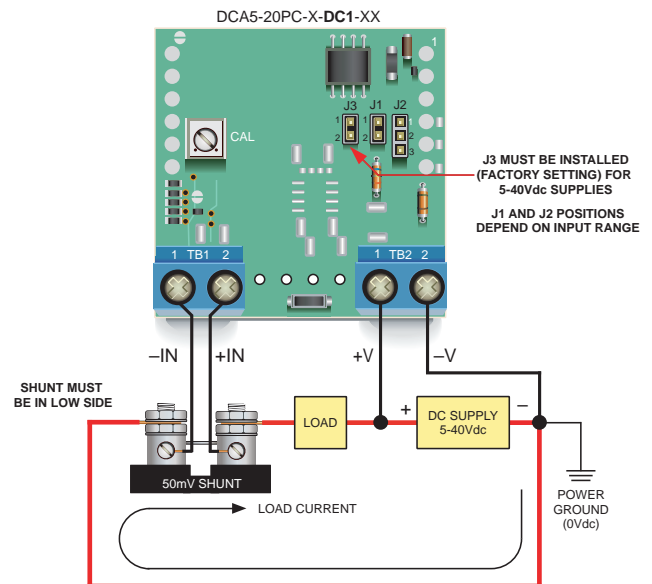 DCA5-20PC-X-DC1-XX
1
J3 J1 J2
1 1 1
2 2 2
3
CAL
J3 MUST BE INSTALLED
(FACTORY SETTING) FOR
5-40Vdc SUPPLIES
J1 AND J2 POSITIONS
DEPEND ON INPUT RANGE
1 TB1 2
1 TB2 2
–IN +IN +V –V
SHUNT MUST
BE IN LOW SIDE
LOAD
+ DC SUPPLY –
5-40Vdc
50mV SHUNT
LOAD CURRENT
POWER
GROUND
(0Vdc)